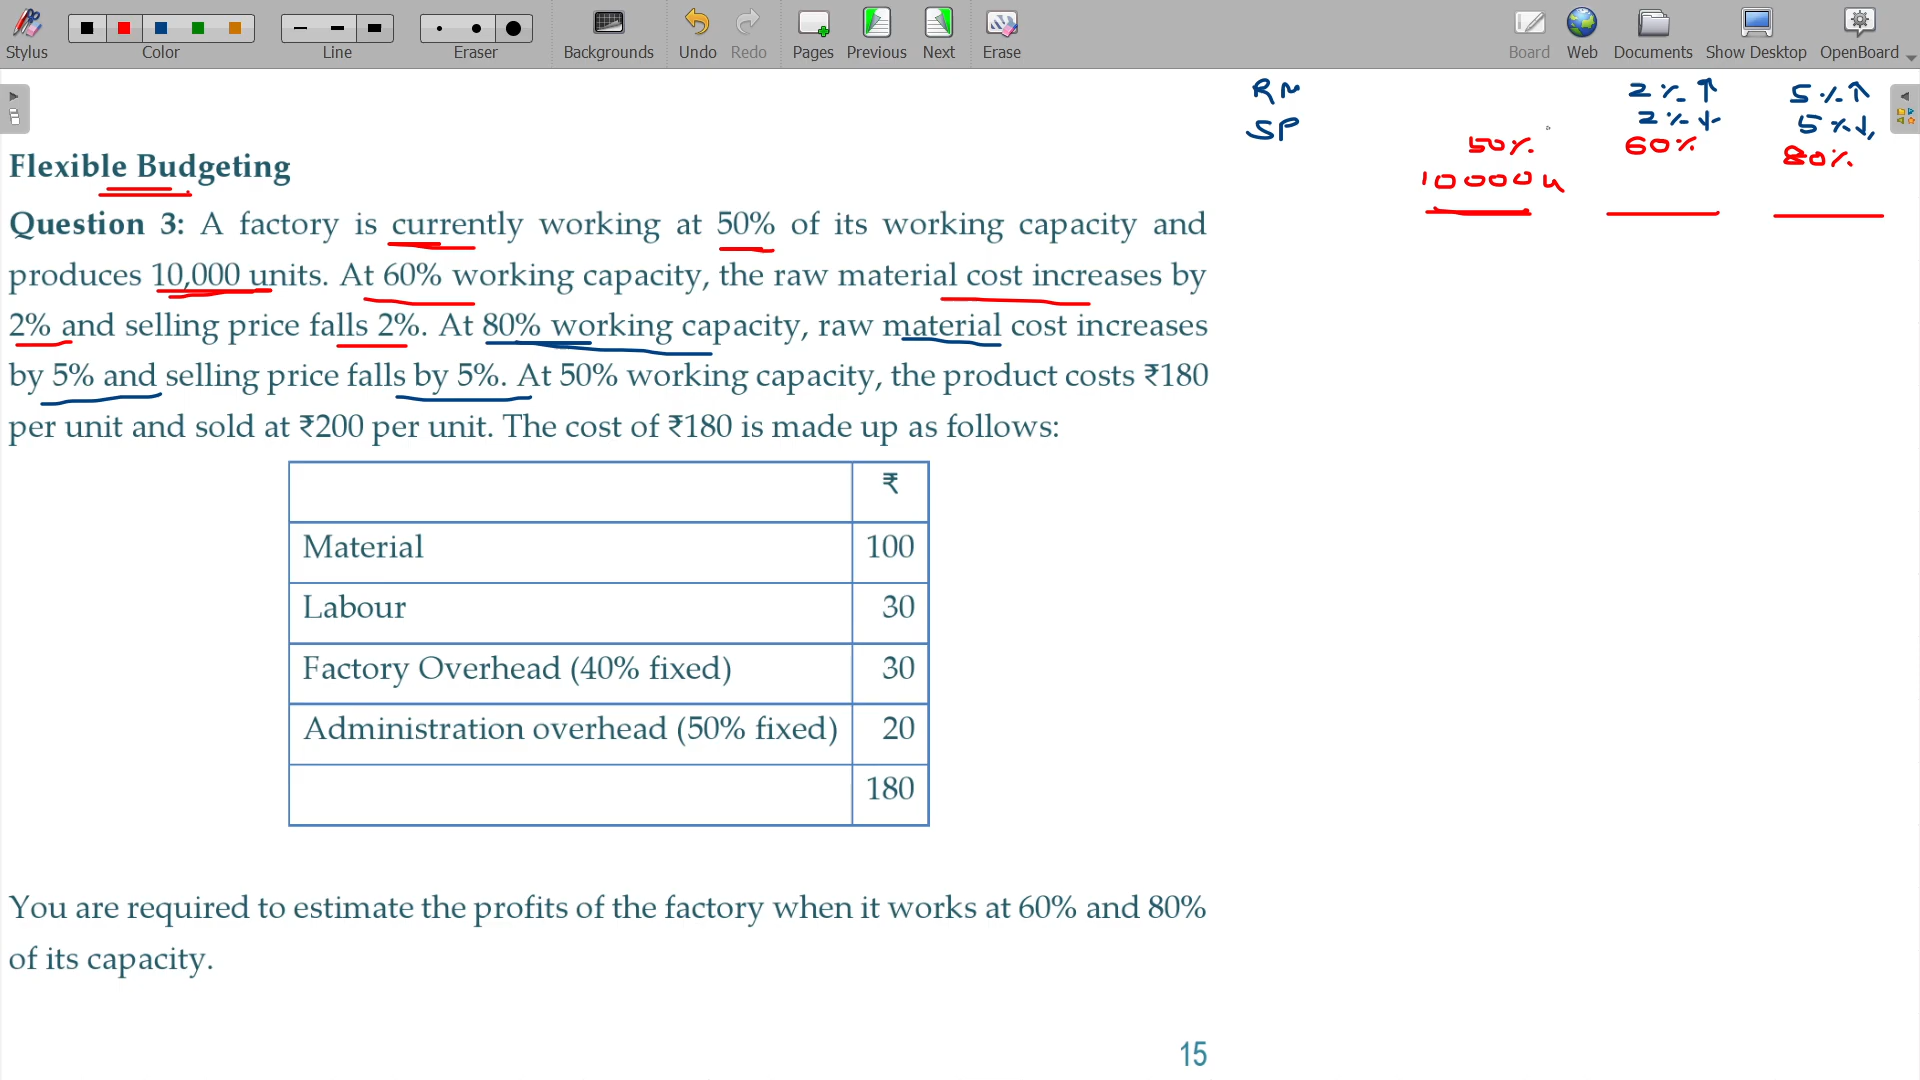 Stylus Color Line Eraser Backgrounds Undo Redo Pages Previous Next Erase Board Web Documents Show Desktop OpenBoard
RM 2%↑ 5%↑
SP 2%↓ 5%↓
50% 60% 80%
10000 u
Flexible Budgeting
Question 3: A factory is currently working at 50% of its working capacity and
produces 10,000 units. At 60% working capacity, the raw material cost increases by
2% and selling price falls 2%. At 80% working capacity, raw material cost increases
by 5% and selling price falls by 5%. At 50% working capacity, the product costs ₹180
per unit and sold at ₹200 per unit. The cost of ₹180 is made up as follows:
₹
Material 100
Labour 30
Factory Overhead (40% fixed) 30
Administration overhead (50% fixed) 20
180
You are required to estimate the profits of the factory when it works at 60% and 80%
of its capacity.
15